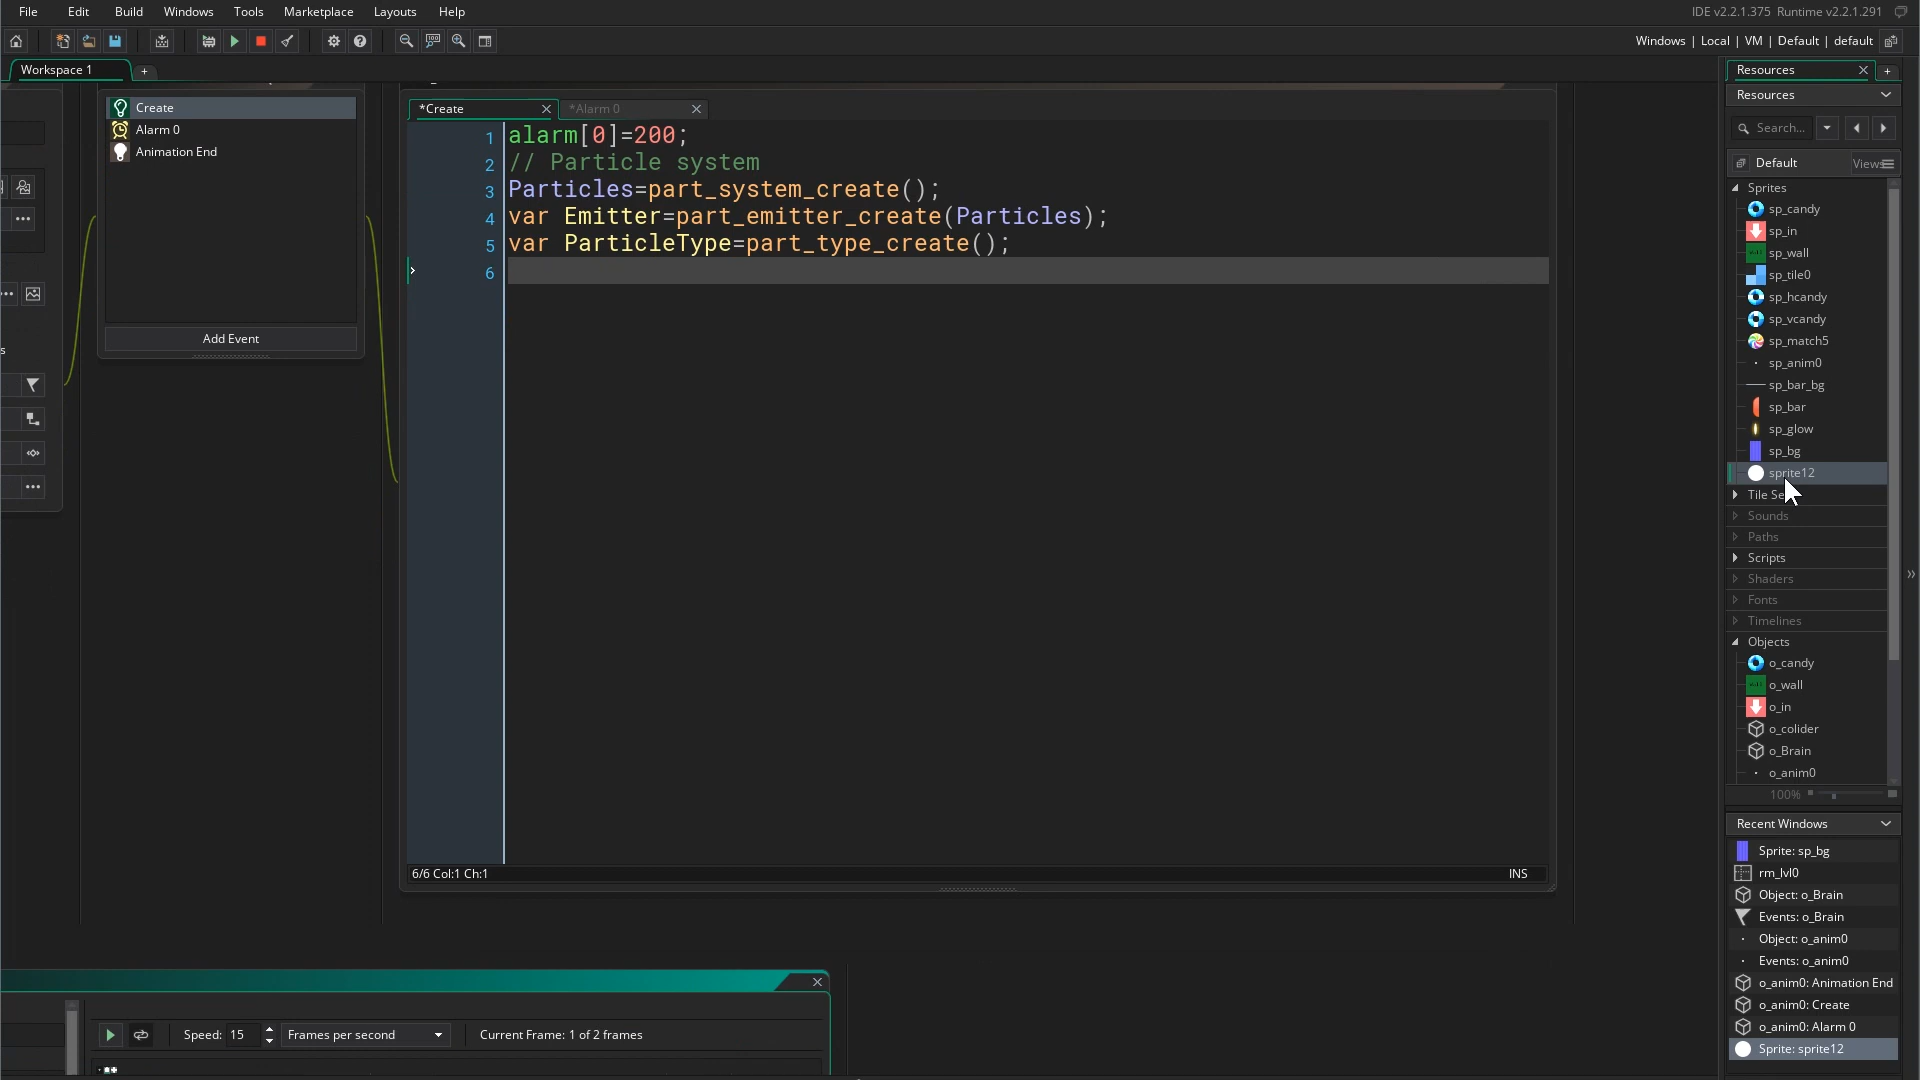 File Edit Build Windows Tools Marketplace Layouts Help
IDE v2.2.1.375 Runtime v2.2.1.291
Windows | Local | VM | Default | default
Workspace 1
+
Create
Alarm 0
Animation End
Add Event
s
*Create
*Alarm 0
1 alarm[0]=200;
2 // Particle system
3 Particles=part_system_create();
4 var Emitter=part_emitter_create(Particles);
5 var ParticleType=part_type_create();
6
6/6 Col:1 Ch:1
INS
Speed: 15 Frames per second Current Frame: 1 of 2 frames
Resources
+
Resources
Search...
Default Views
Sprites
sp_candy
sp_in
sp_wall
sp_tile0
sp_hcandy
sp_vcandy
sp_match5
sp_anim0
sp_bar_bg
sp_bar
sp_glow
sp_bg
sprite12
Tile Se
Sounds
Paths
Scripts
Shaders
Fonts
Timelines
Objects
o_candy
o_wall
o_in
o_colider
o_Brain
o_anim0
100%
Recent Windows
Sprite: sp_bg
rm_lvl0
Object: o_Brain
Events: o_Brain
Object: o_anim0
Events: o_anim0
o_anim0: Animation End
o_anim0: Create
o_anim0: Alarm 0
Sprite: sprite12